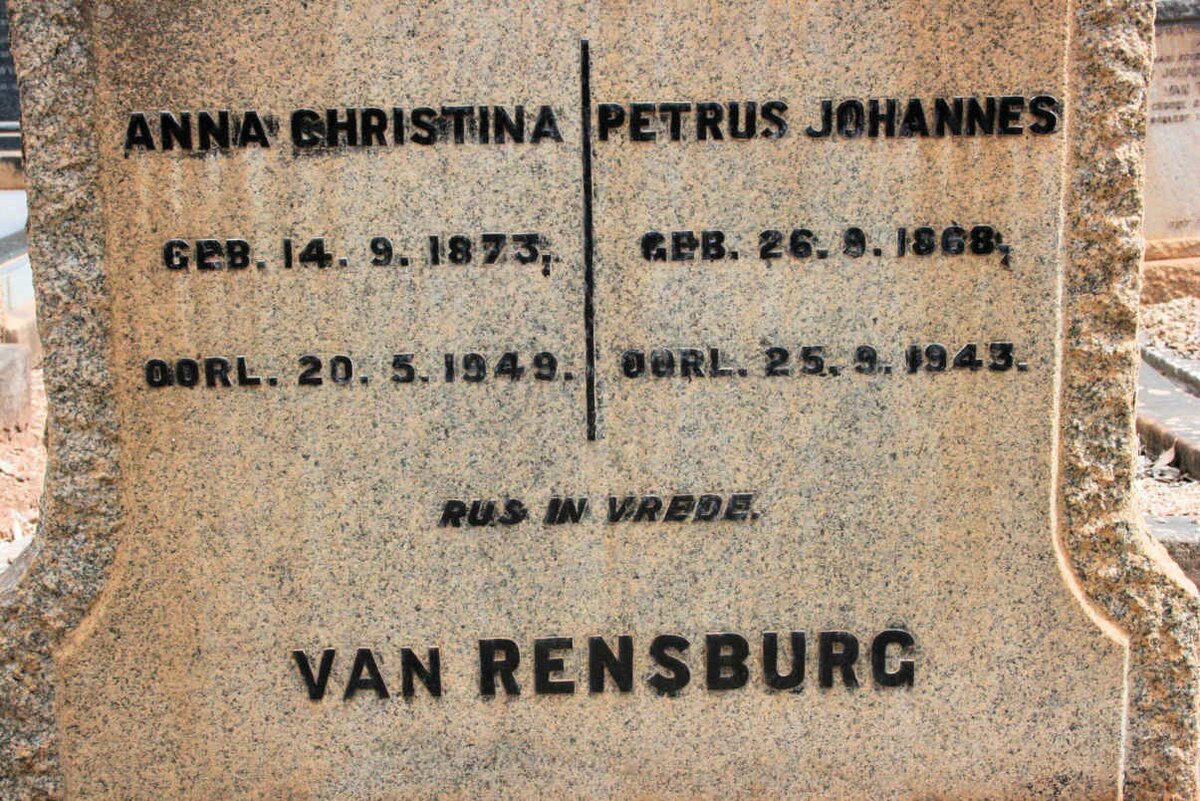 ANNA CHRISTINA
GEB. 14. 9. 1873,
OORL. 20. 5. 1949.
PETRUS JOHANNES
GEB. 26. 9. 1868,
OORL. 25. 9. 1943.
RUS IN VREDE.
VAN RENSBURG